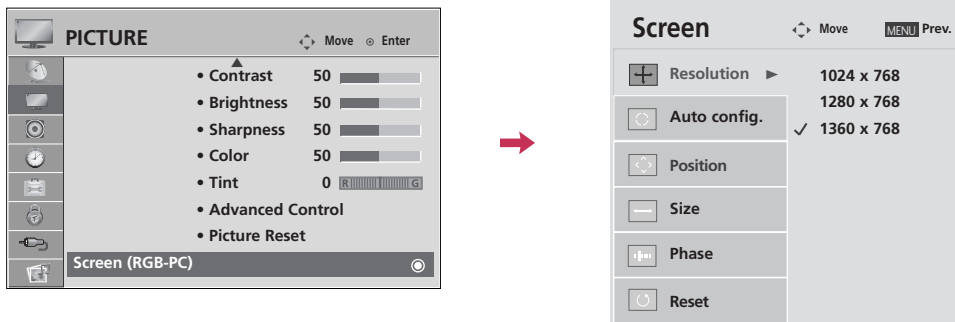 PICTURE Move Enter
• Contrast 50
• Brightness 50
• Sharpness 50
• Color 50
• Tint 0 R G
• Advanced Control
• Picture Reset
Screen (RGB-PC)
Screen Move MENU Prev.
Resolution 1024 x 768
1280 x 768
Auto config.
✓ 1360 x 768
Position
Size
Phase
Reset